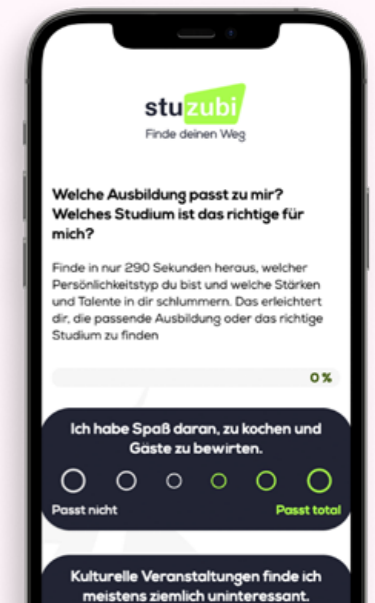 stuzubi
Finde deinen Weg
Welche Ausbildung passt zu mir?
Welches Studium ist das richtige für
mich?
Finde in nur 290 Sekunden heraus, welcher
Persönlichkeitstyp du bist und welche Stärken
und Talente in dir schlummern. Das erleichtert
dir, die passende Ausbildung oder das richtige
Studium zu finden
0 %
Ich habe Spaß daran, zu kochen und
Gäste zu bewirten.
Passt nicht Passt total
Kulturelle Veranstaltungen finde ich
meistens ziemlich uninteressant.